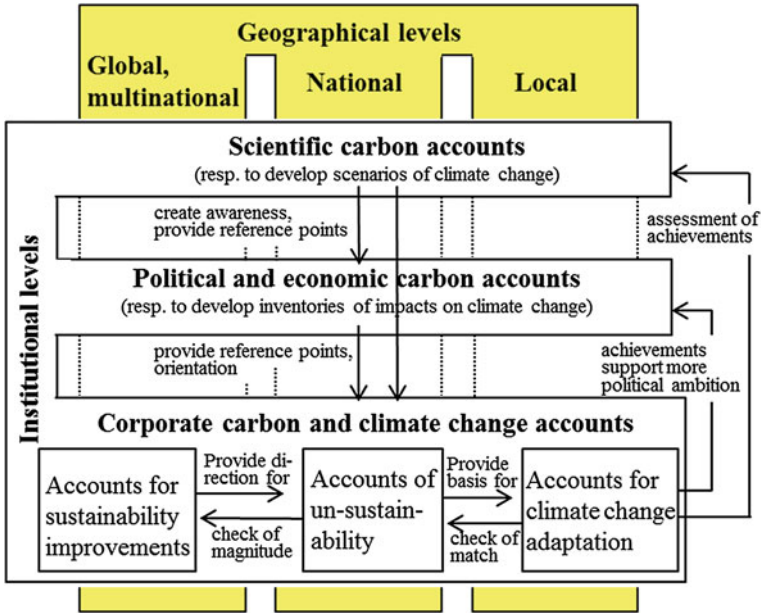 Geographical levels
Global,
multinational
National
Local
Institutional levels
Scientific carbon accounts
(resp. to develop scenarios of climate change)
create awareness,
provide reference points
assessment of
achievements
Political and economic carbon accounts
(resp. to develop inventories of impacts on climate change)
provide reference points,
orientation
achievements
support more
political ambition
Corporate carbon and climate change accounts
Accounts for
sustainability
improvements
Provide di-
rection for
check of
magnitude
Accounts of
un-sustain-
ability
Provide
basis for
check of
match
Accounts for
climate change
adaptation